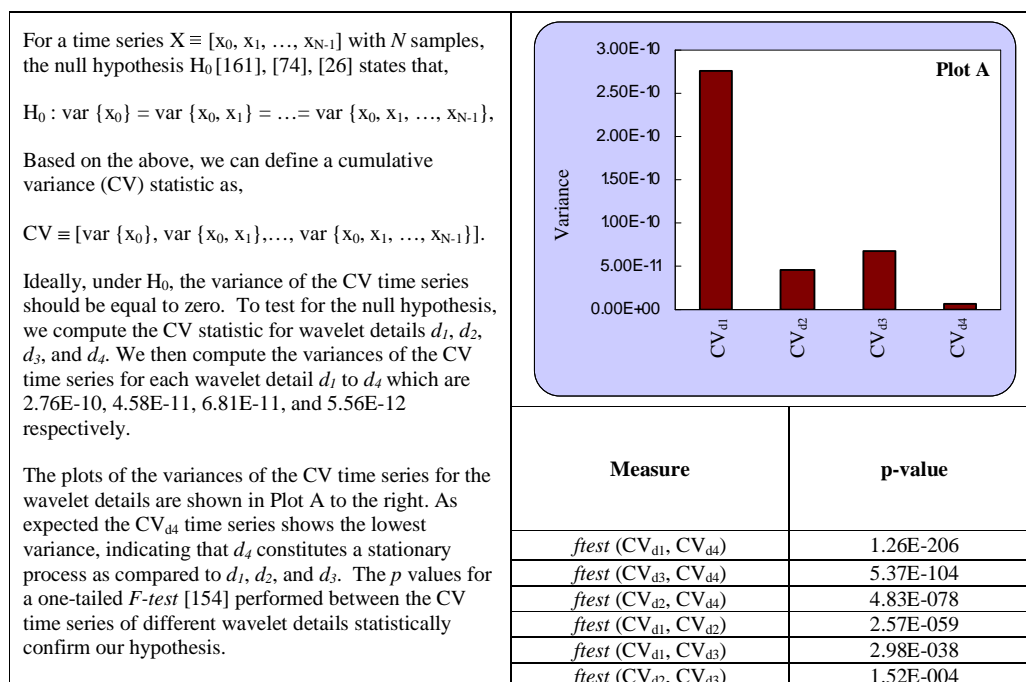 For a time series X ≡ [x0, x1, …, xN-1] with N samples,
the null hypothesis H0 [161], [74], [26] states that,
H0 : var {x0} = var {x0, x1} = …= var {x0, x1, …, xN-1},
Based on the above, we can define a cumulative
variance (CV) statistic as,
CV ≡ [var {x0}, var {x0, x1},…, var {x0, x1, …, xN-1}].
Ideally, under H0, the variance of the CV time series
should be equal to zero. To test for the null hypothesis,
we compute the CV statistic for wavelet details d1, d2,
d3, and d4. We then compute the variances of the CV
time series for each wavelet detail d1 to d4 which are
2.76E-10, 4.58E-11, 6.81E-11, and 5.56E-12
respectively.
The plots of the variances of the CV time series for the
wavelet details are shown in Plot A to the right. As
expected the CVd4 time series shows the lowest
variance, indicating that d4 constitutes a stationary
process as compared to d1, d2, and d3. The p values for
a one-tailed F-test [154] performed between the CV
time series of different wavelet details statistically
confirm our hypothesis.
Plot A
Variance
3.00E-10
2.50E-10
2.00E-10
1.50E-10
1.00E-10
5.00E-11
0.00E+00
CVd1
CVd2
CVd3
CVd4
Measure p-value
ftest (CVd1, CVd4) 1.26E-206
ftest (CVd3, CVd4) 5.37E-104
ftest (CVd2, CVd4) 4.83E-078
ftest (CVd1, CVd2) 2.57E-059
ftest (CVd1, CVd3) 2.98E-038
ftest (CVd2, CVd3) 1.52E-004